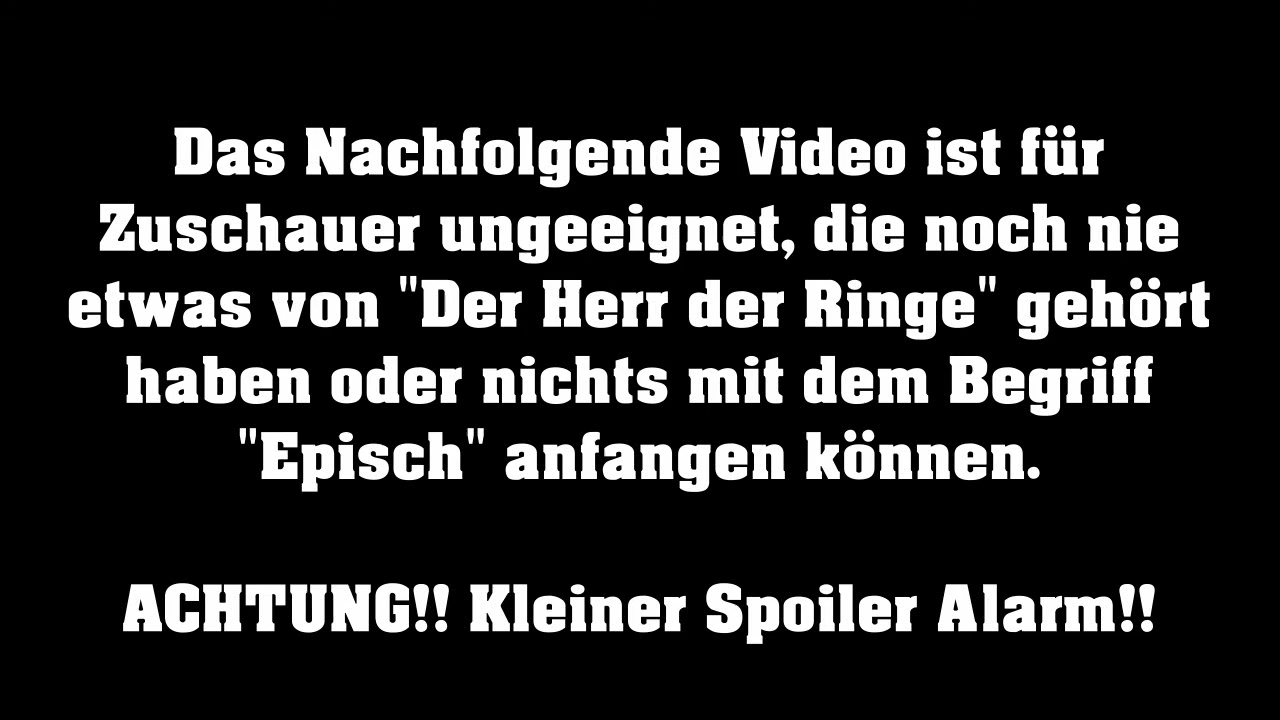 Das Nachfolgende Video ist für
Zuschauer ungeeignet, die noch nie
etwas von "Der Herr der Ringe" gehört
haben oder nichts mit dem Begriff
"Episch" anfangen können.
ACHTUNG!! Kleiner Spoiler Alarm!!